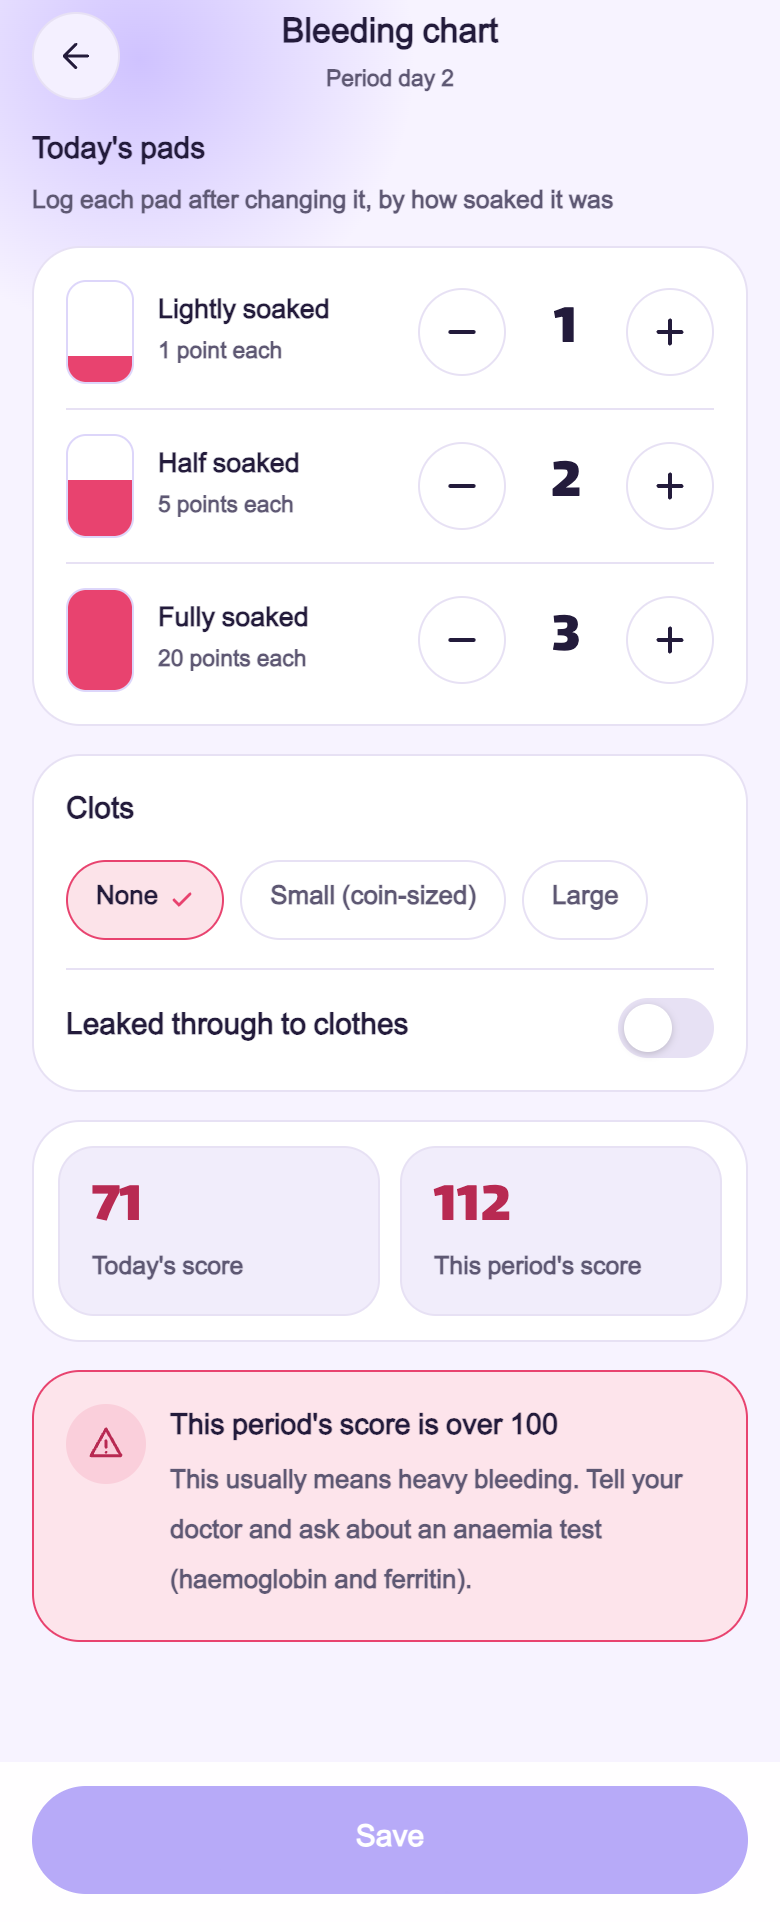 Bleeding chart
Period day 2
Today's pads
Log each pad after changing it, by how soaked it was
Lightly soaked
1 point each
1
Half soaked
5 points each
2
Fully soaked
20 points each
3
Clots
None
Small (coin-sized)
Large
Leaked through to clothes
71
Today's score
112
This period's score
This period's score is over 100
This usually means heavy bleeding. Tell your
doctor and ask about an anaemia test
(haemoglobin and ferritin).
Save